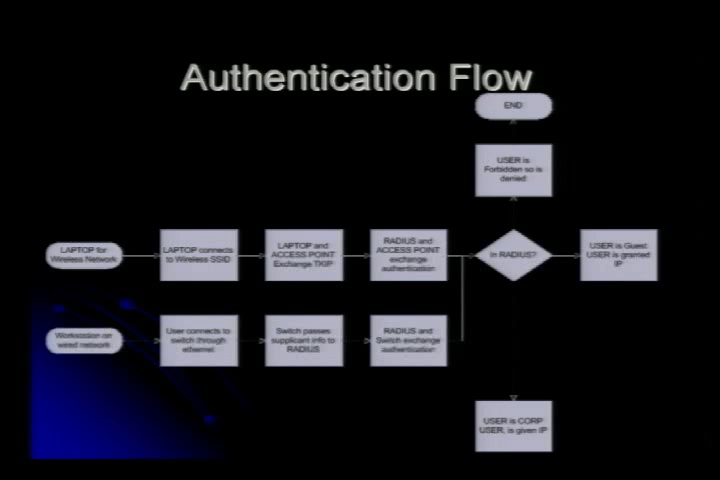 Authentication Flow
END
USER is
Forbidden so is
denied
LAPTOP for
Wireless Network
LAPTOP connects
to Wireless SSID
LAPTOP and
ACCESS POINT
Exchange TKIP
RADIUS and
ACCESS POINT
exchange
authentication
In RADIUS?
USER is Guest
USER is granted
IP
Workstation on
wired network
User connects to
switch through
ethernet
Switch passes
supplicant info to
RADIUS
RADIUS and
Switch exchange
authentication
USER is CORP
USER, is given IP